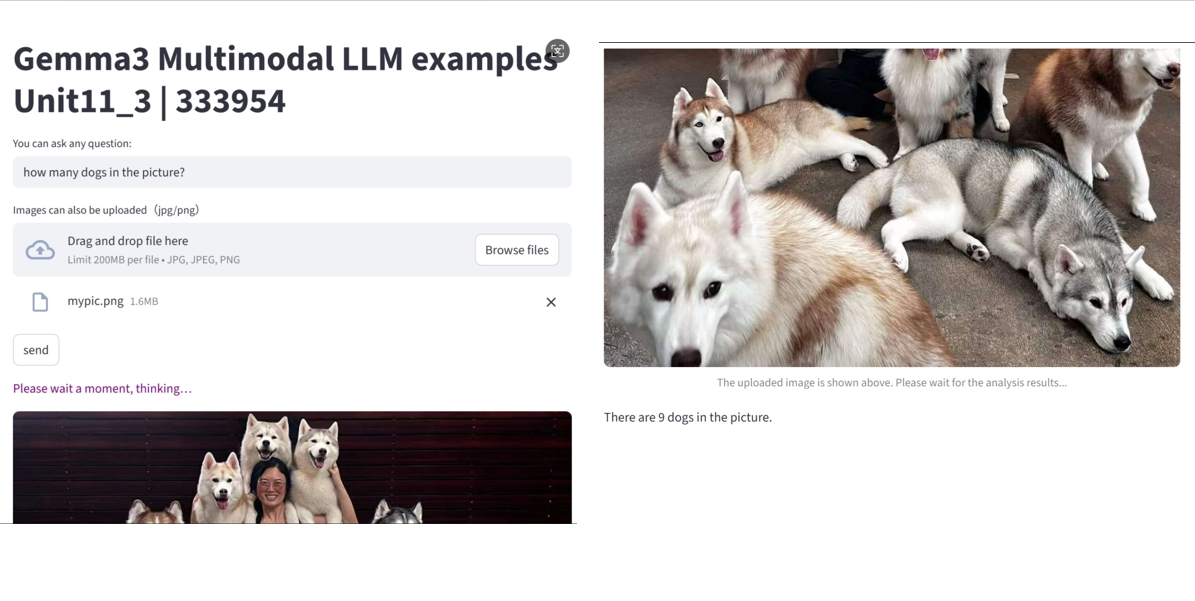 Gemma3 Multimodal LLM examples
Unit11_3 | 333954
You can ask any question:
how many dogs in the picture?
Images can also be uploaded（jpg/png）
Drag and drop file here
Limit 200MB per file • JPG, JPEG, PNG
Browse files
mypic.png 1.6MB
send
Please wait a moment, thinking…
The uploaded image is shown above. Please wait for the analysis results...
There are 9 dogs in the picture.